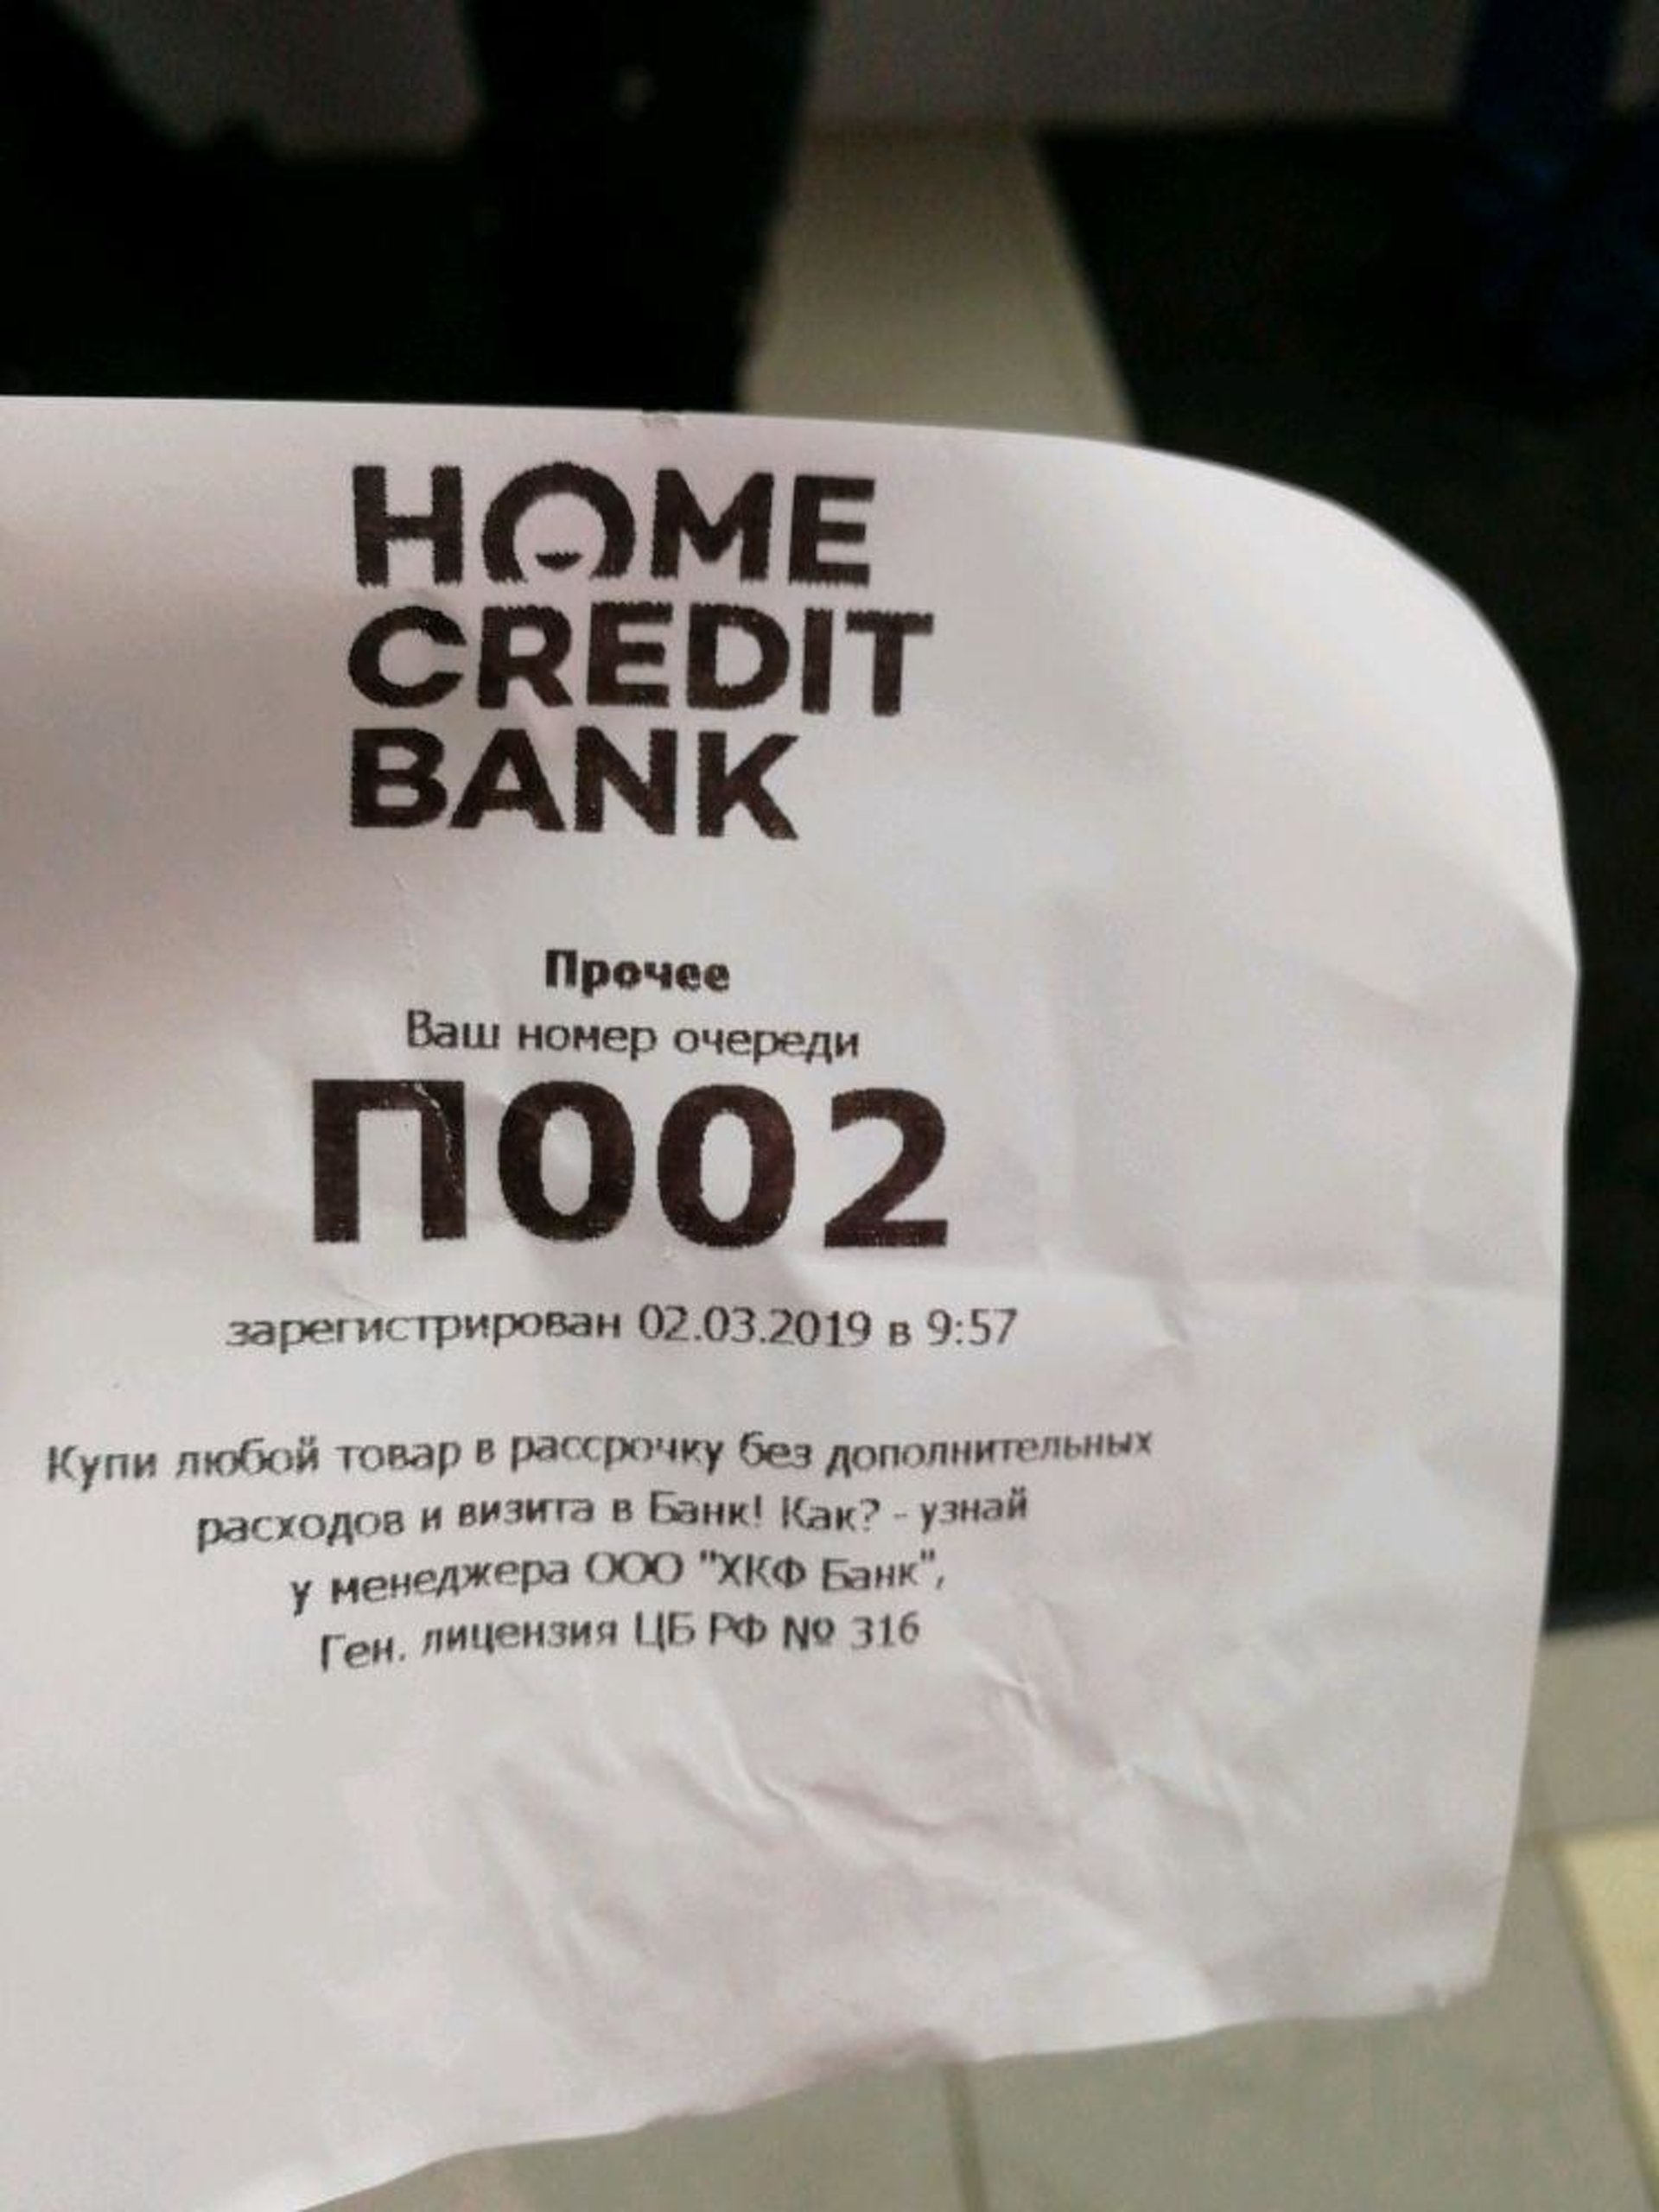 HOME
CREDIT
BANK
Прочее
Ваш номер очереди
П002
зарегистрирован 02.03.2019 в 9:57
Купи любой товар в рассрочку без дополнительных
расходов и визита в Банк! Как? - узнай
у менеджера ООО "ХКФ Банк",
Ген. лицензия ЦБ РФ № 316